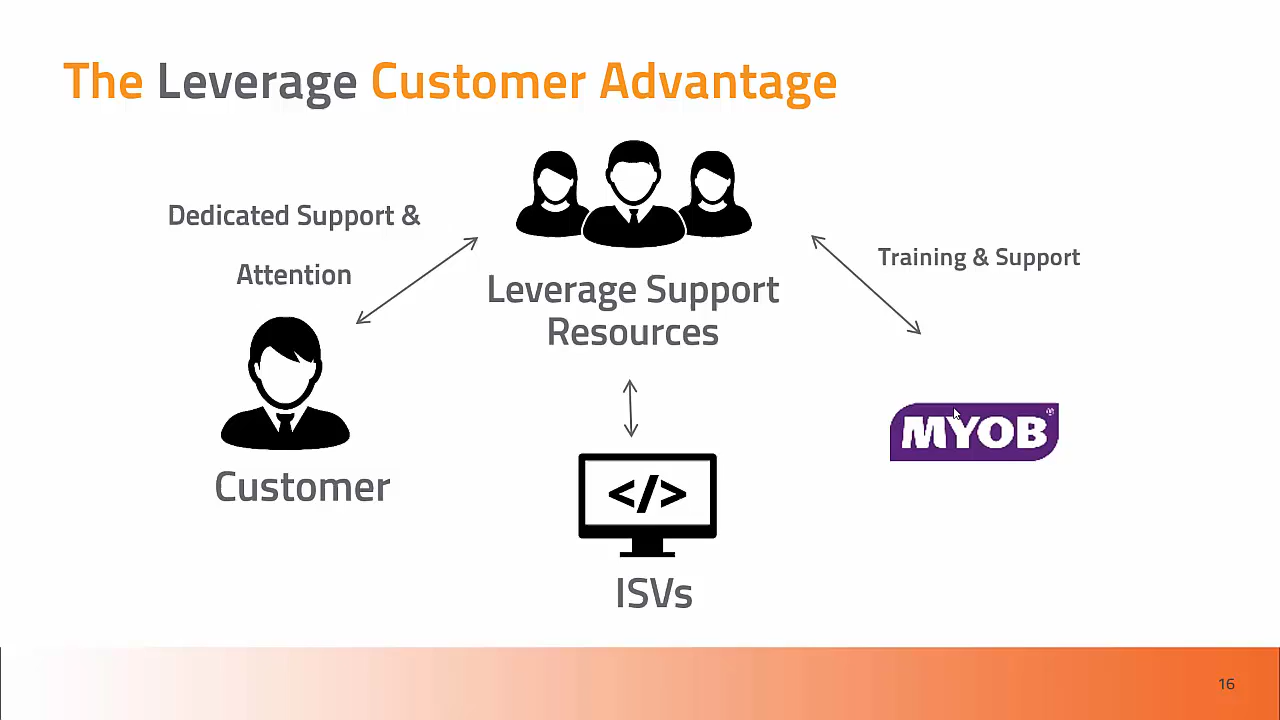 The Leverage Customer Advantage
Dedicated Support &
Attention
Training & Support
Leverage Support
Resources
MYOB®
Customer
</>
ISVs
16